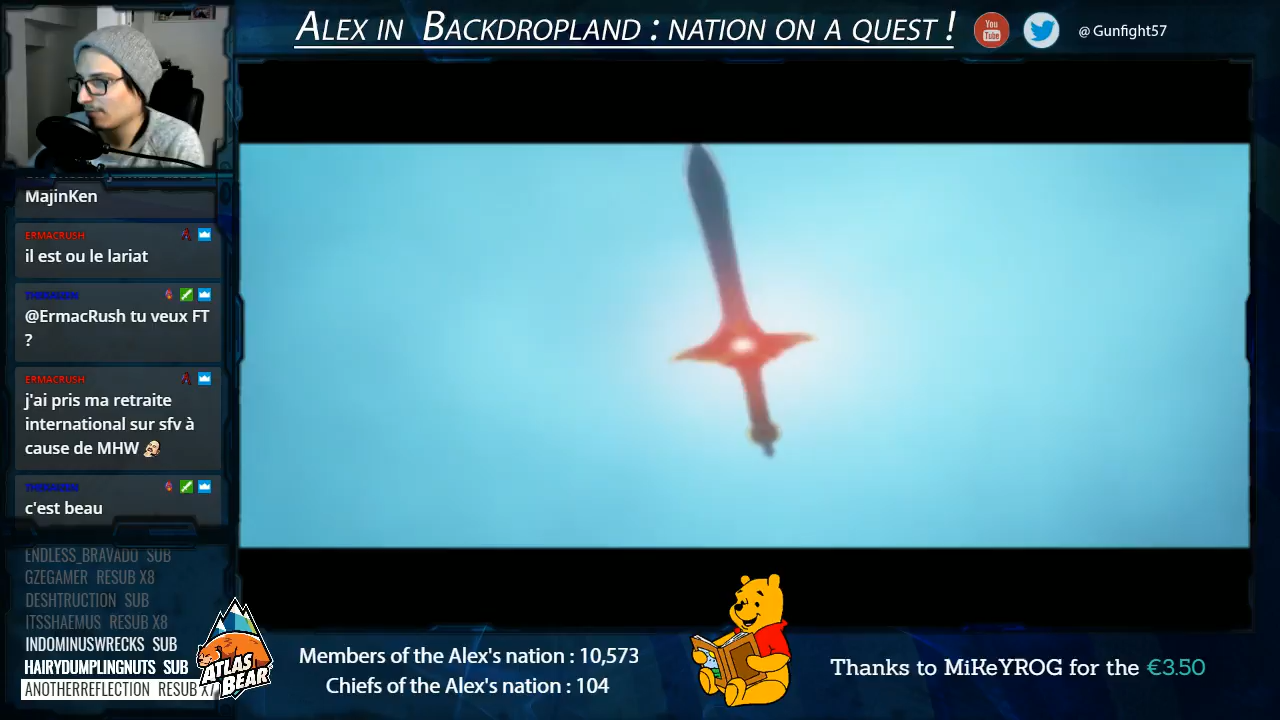 ALEX IN BACKDROPLAND : NATION ON A QUEST !
You
Tube
@ Gunfight57
MajinKen
ERMACRUSH
il est ou le lariat
@ErmacRush tu veux FT
?
ERMACRUSH
j'ai pris ma retraite
international sur sfv à
cause de MHW
c'est beau
ENDLESS_BRAVADO SUB
GZEGAMER RESUB X8
DESHTRUCTION SUB
ITSSHAEMUS RESUB X8
INDOMINUSWRECKS SUB
HAIRYDUMPLINGNUTS SUB
ANOTHERREFLECTION RESUB X7
ATLAS
BEAR
Members of the Alex's nation : 10,573
Chiefs of the Alex's nation : 104
Thanks to MiKeYROG for the €3.50